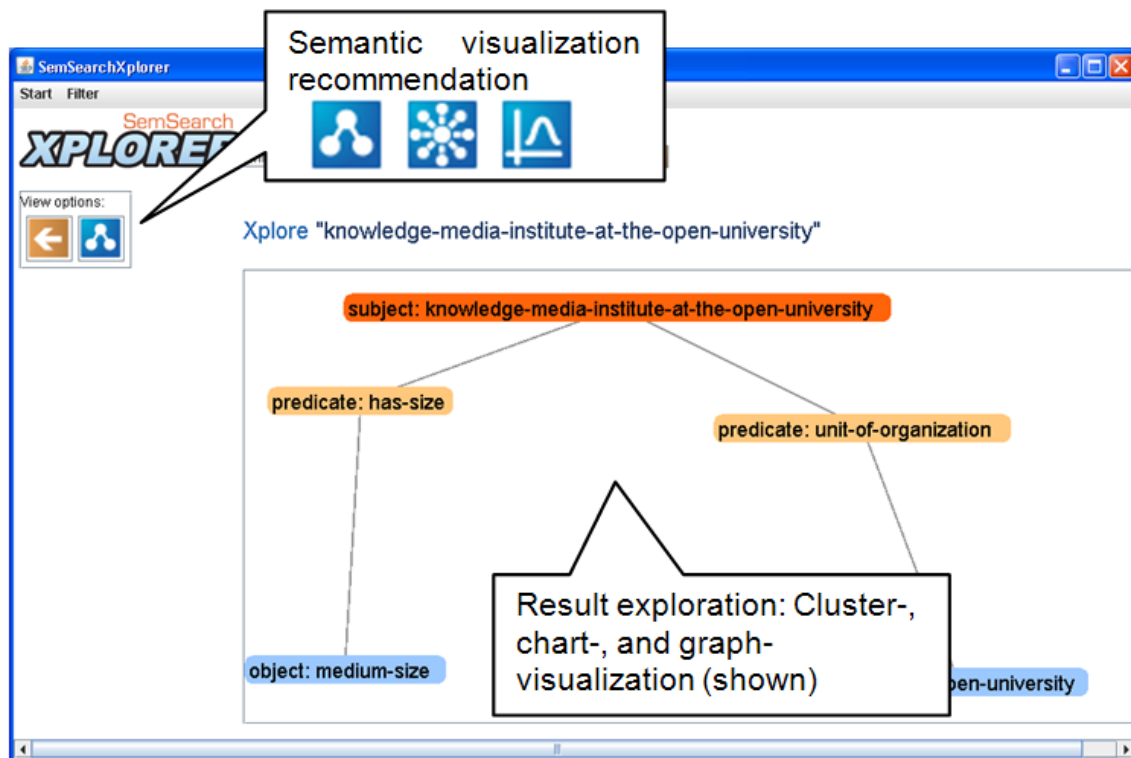 Semantic visualization
recommendation
SemSearchXplorer
Start Filter
SemSearch
XPLORER
View options:
Xplore "knowledge-media-institute-at-the-open-university"
subject: knowledge-media-institute-at-the-open-university
predicate: has-size
predicate: unit-of-organization
Result exploration: Cluster-,
chart-, and graph-
visualization (shown)
object: medium-size
pen-university